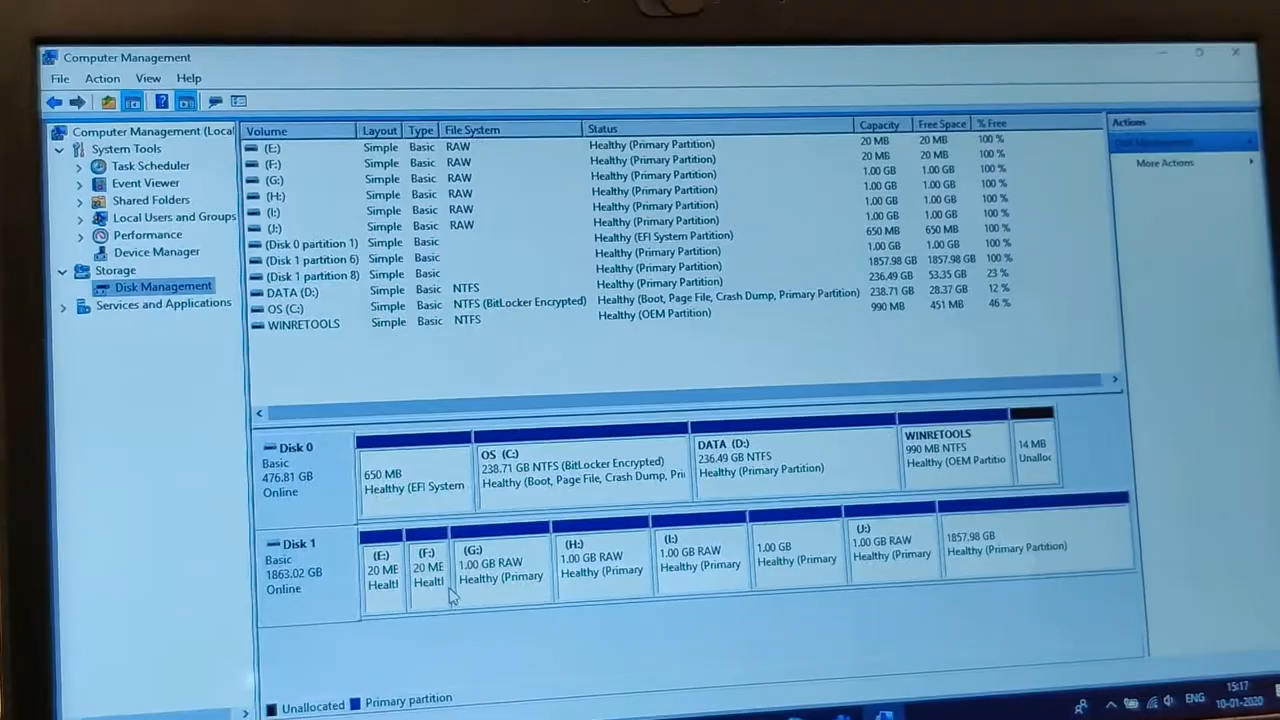 Computer Management
File Action View Help
Computer Management (Local
System Tools
Task Scheduler
Event Viewer
Shared Folders
Local Users and Groups
Performance
Device Manager
Storage
Disk Management
Services and Applications
Volume Layout Type File System Status Capacity Free Space % Free
(E:) Simple Basic RAW Healthy (Primary Partition) 20 MB 20 MB 100 %
(F:) Simple Basic RAW Healthy (Primary Partition) 20 MB 20 MB 100 %
(G:) Simple Basic RAW Healthy (Primary Partition) 1.00 GB 1.00 GB 100 %
(H:) Simple Basic RAW Healthy (Primary Partition) 1.00 GB 1.00 GB 100 %
(I:) Simple Basic RAW Healthy (Primary Partition) 1.00 GB 1.00 GB 100 %
(J:) Simple Basic RAW Healthy (Primary Partition) 1.00 GB 1.00 GB 100 %
(Disk 0 partition 1) Simple Basic Healthy (EFI System Partition) 650 MB 650 MB 100 %
(Disk 1 partition 6) Simple Basic Healthy (Primary Partition) 1.00 GB 1.00 GB 100 %
(Disk 1 partition 8) Simple Basic Healthy (Primary Partition) 1857.98 GB 1857.98 GB 100 %
DATA (D:) Simple Basic NTFS Healthy (Primary Partition) 236.49 GB 53.35 GB 23 %
OS (C:) Simple Basic NTFS (BitLocker Encrypted) Healthy (Boot, Page File, Crash Dump, Primary Partition) 238.71 GB 28.37 GB 12 %
WINRETOOLS Simple Basic NTFS Healthy (OEM Partition) 990 MB 451 MB 46 %
Actions
Disk Management
More Actions
Disk 0
Basic
476.81 GB
Online
650 MB
Healthy (EFI System
OS (C:)
238.71 GB NTFS (BitLocker Encrypted)
Healthy (Boot, Page File, Crash Dump, Pri
DATA (D:)
236.49 GB NTFS
Healthy (Primary Partition)
WINRETOOLS
990 MB NTFS
Healthy (OEM Partitio
14 MB
Unalloc
Disk 1
Basic
1863.02 GB
Online
(E:)
20 ME
Healtl
(F:)
20 ME
Healtl
(G:)
1.00 GB RAW
Healthy (Primary
(H:)
1.00 GB RAW
Healthy (Primary
(I:)
1.00 GB RAW
Healthy (Primary
1.00 GB
Healthy (Primary
(J:)
1.00 GB RAW
Healthy (Primary
1857.98 GB
Healthy (Primary Partition)
Unallocated Primary partition
ENG
15:17
10-01-2020